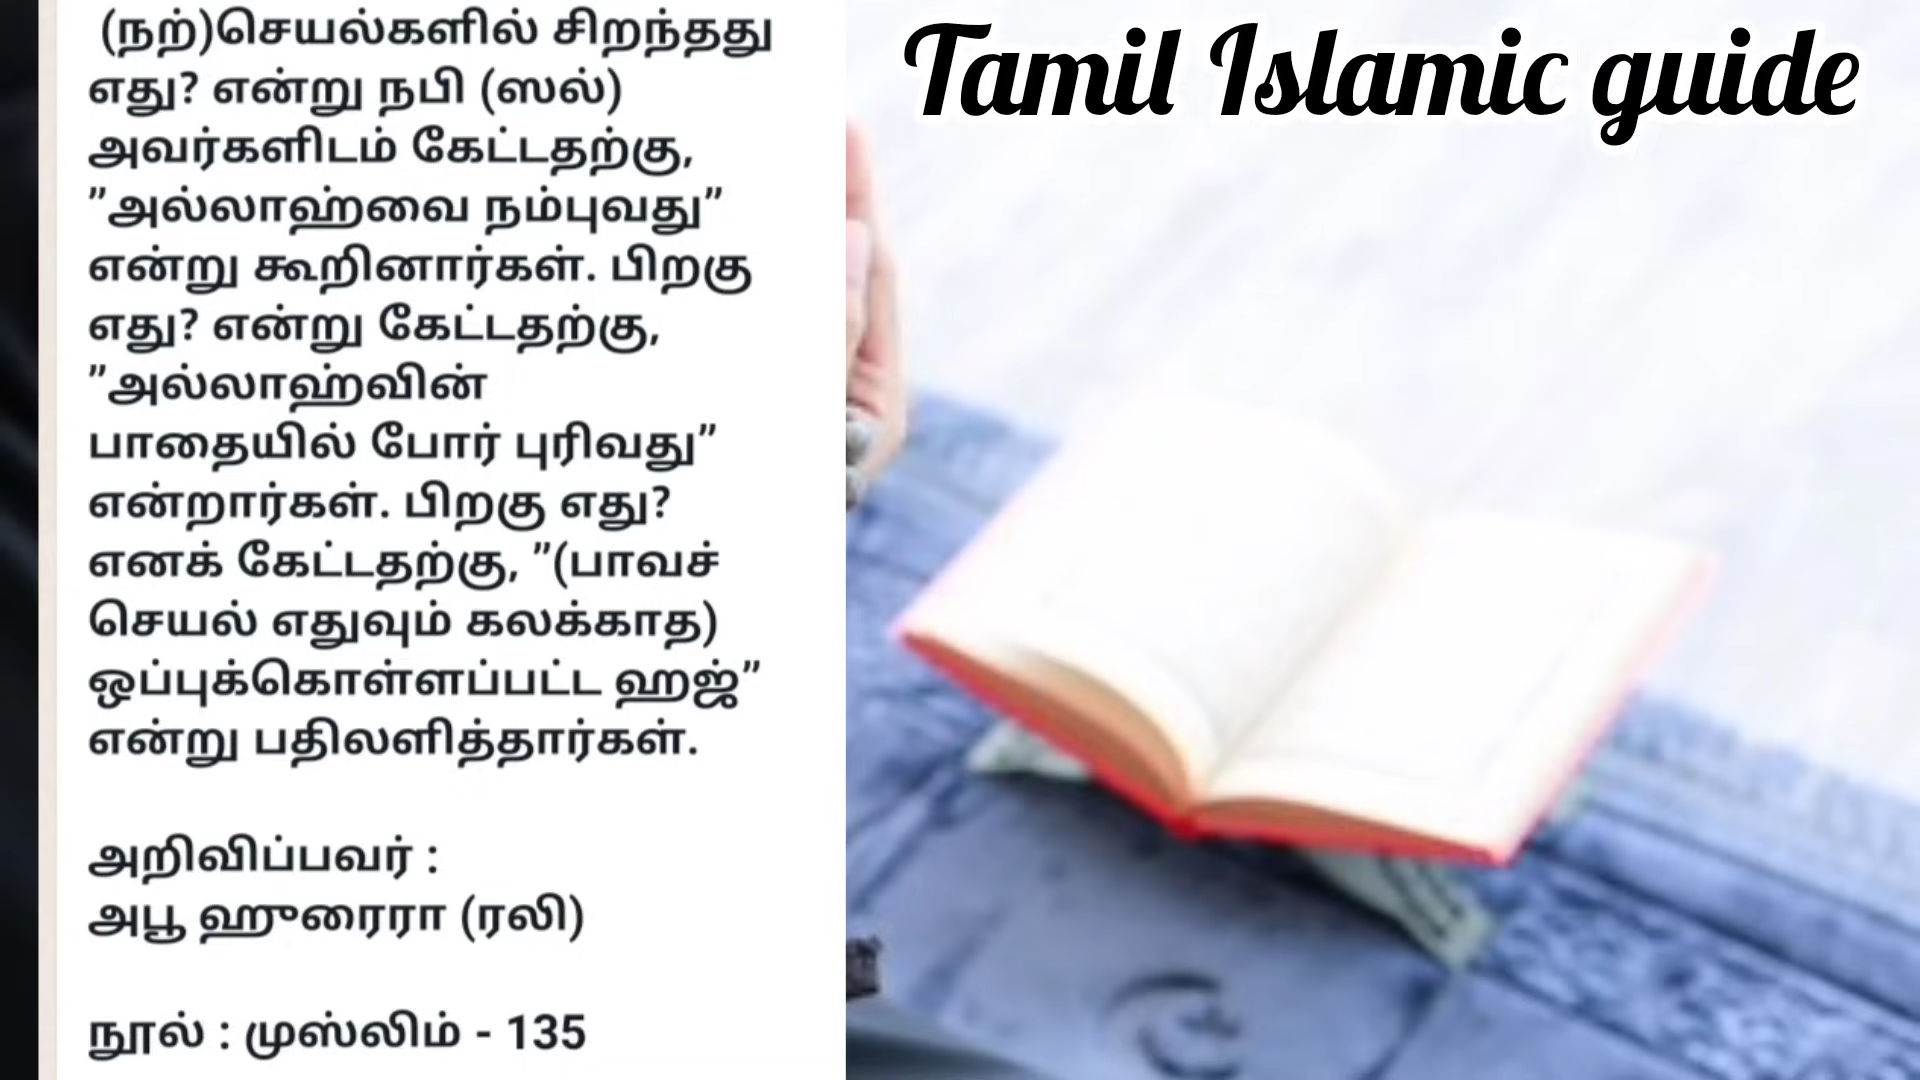 (நற்)செயல்களில் சிறந்தது
எது? என்று நபி (ஸல்)
அவர்களிடம் கேட்டதற்கு,
”அல்லாஹ்வை நம்புவது”
என்று கூறினார்கள். பிறகு
எது? என்று கேட்டதற்கு,
”அல்லாஹ்வின்
பாதையில் போர் புரிவது”
என்றார்கள். பிறகு எது?
எனக் கேட்டதற்கு, ”(பாவச்
செயல் எதுவும் கலக்காத)
ஒப்புக்கொள்ளப்பட்ட ஹஜ்”
என்று பதிலளித்தார்கள்.
அறிவிப்பவர் :
அபூ ஹுரைரா (ரலி)
நூல் : முஸ்லிம் - 135
Tamil Islamic guide